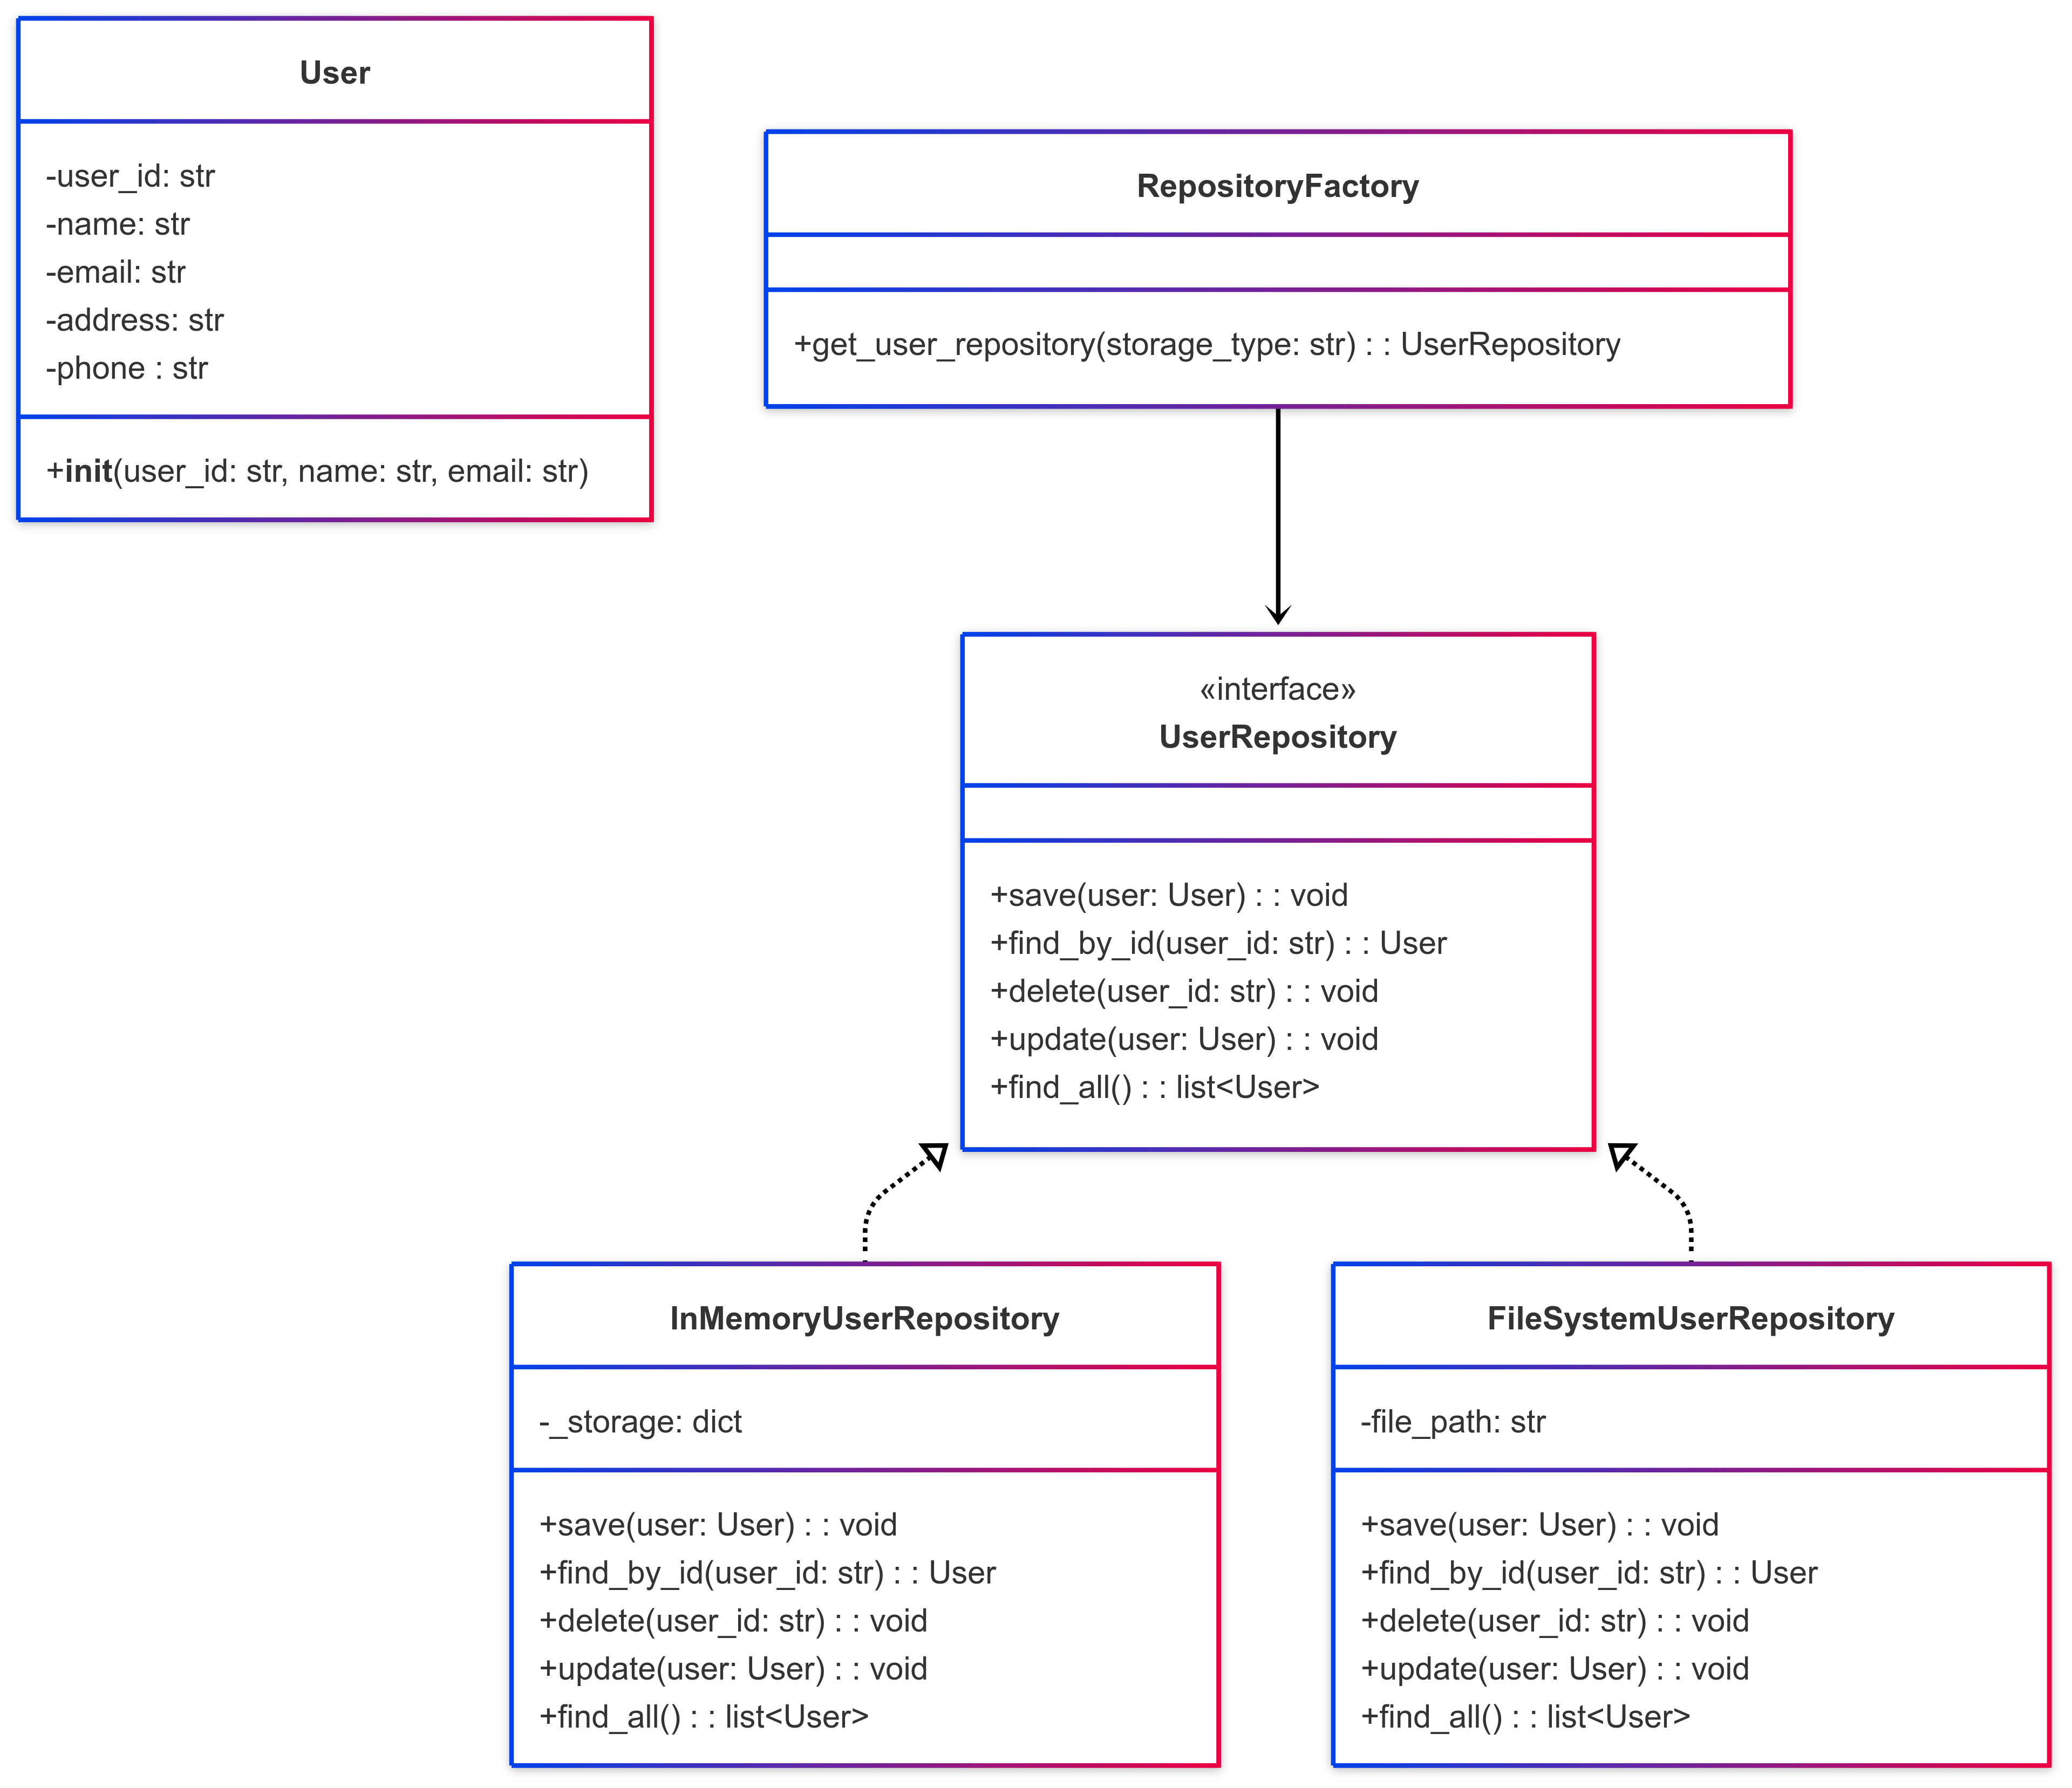 User
-user_id: str
-name: str
-email: str
-address: str
-phone : str
+init(user_id: str, name: str, email: str)
RepositoryFactory
+get_user_repository(storage_type: str) : : UserRepository
«interface»
UserRepository
+save(user: User) : : void
+find_by_id(user_id: str) : : User
+delete(user_id: str) : : void
+update(user: User) : : void
+find_all() : : list<User>
InMemoryUserRepository
-_storage: dict
+save(user: User) : : void
+find_by_id(user_id: str) : : User
+delete(user_id: str) : : void
+update(user: User) : : void
+find_all() : : list<User>
FileSystemUserRepository
-file_path: str
+save(user: User) : : void
+find_by_id(user_id: str) : : User
+delete(user_id: str) : : void
+update(user: User) : : void
+find_all() : : list<User>